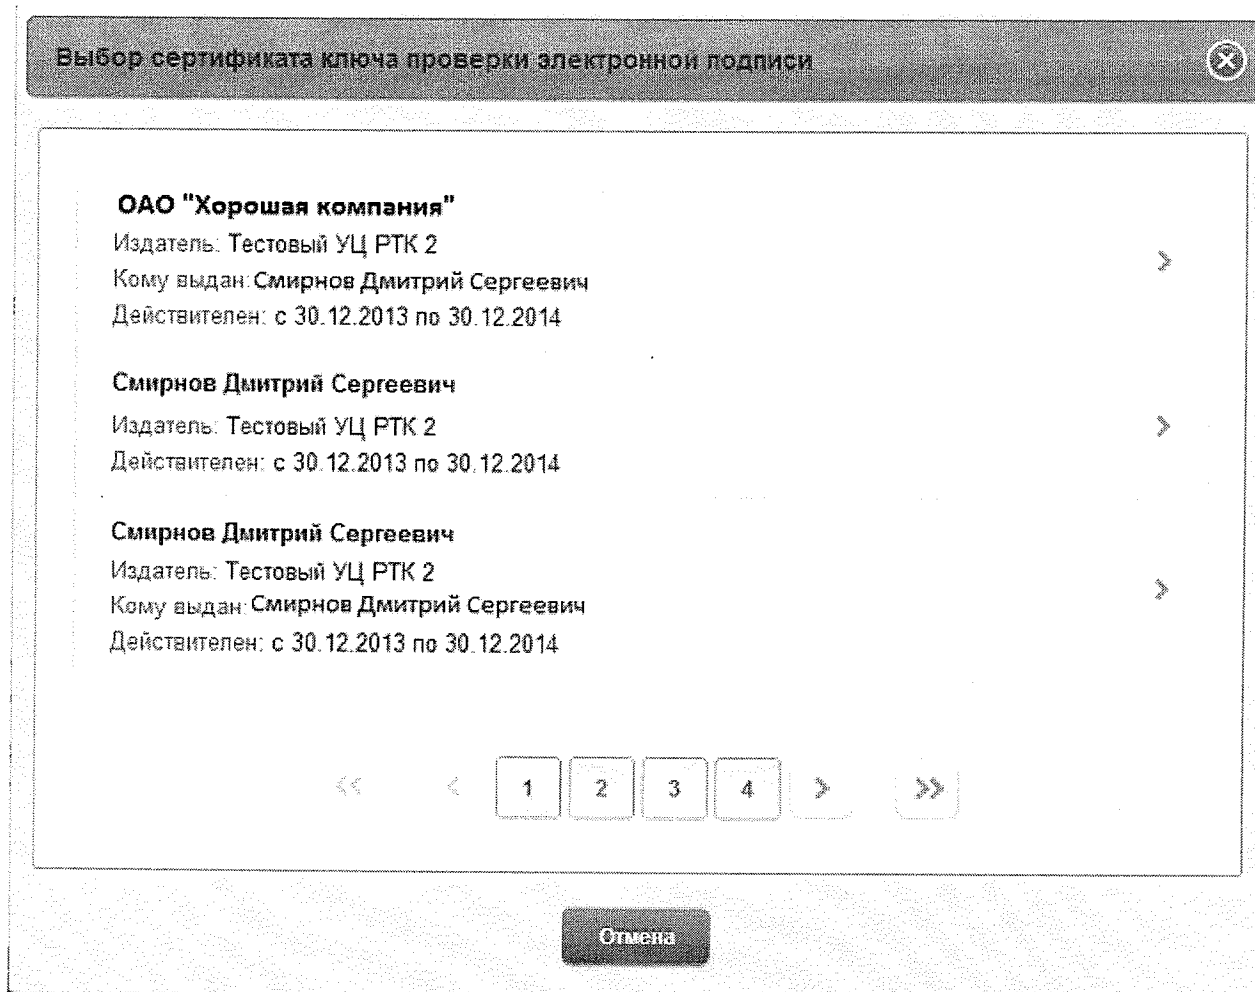 Выбор сертификата ключа проверки электронной подписи
ОАО "Хорошая компания"
Издатель: Тестовый УЦ РТК 2
Кому выдан: Смирнов Дмитрий Сергеевич
Действителен: с 30.12.2013 по 30.12.2014
Смирнов Дмитрий Сергеевич
Издатель: Тестовый УЦ РТК 2
Действителен: с 30.12.2013 по 30.12.2014
Смирнов Дмитрий Сергеевич
Издатель: Тестовый УЦ РТК 2
Кому выдан: Смирнов Дмитрий Сергеевич
Действителен: с 30.12.2013 по 30.12.2014
<< < 1 2 3 4 > >>
Отмена